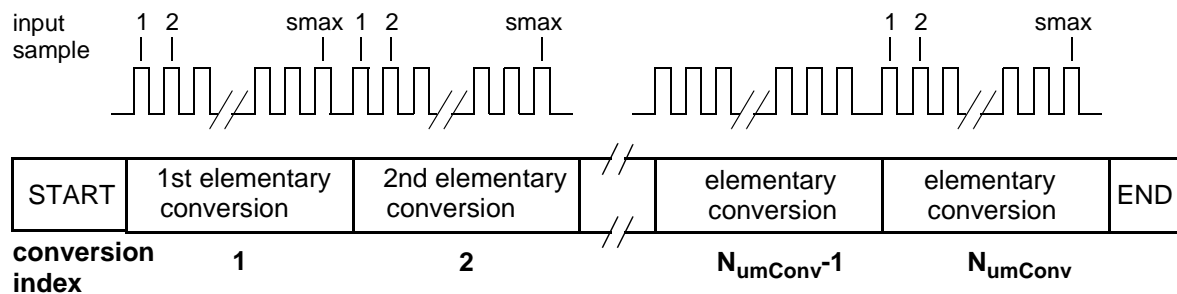 input sample
1 2 smax 1 2 smax 1 2 smax
START
1st elementary conversion
2nd elementary conversion
elementary conversion
elementary conversion
END
conversion index
1
2
NumConv-1
NumConv